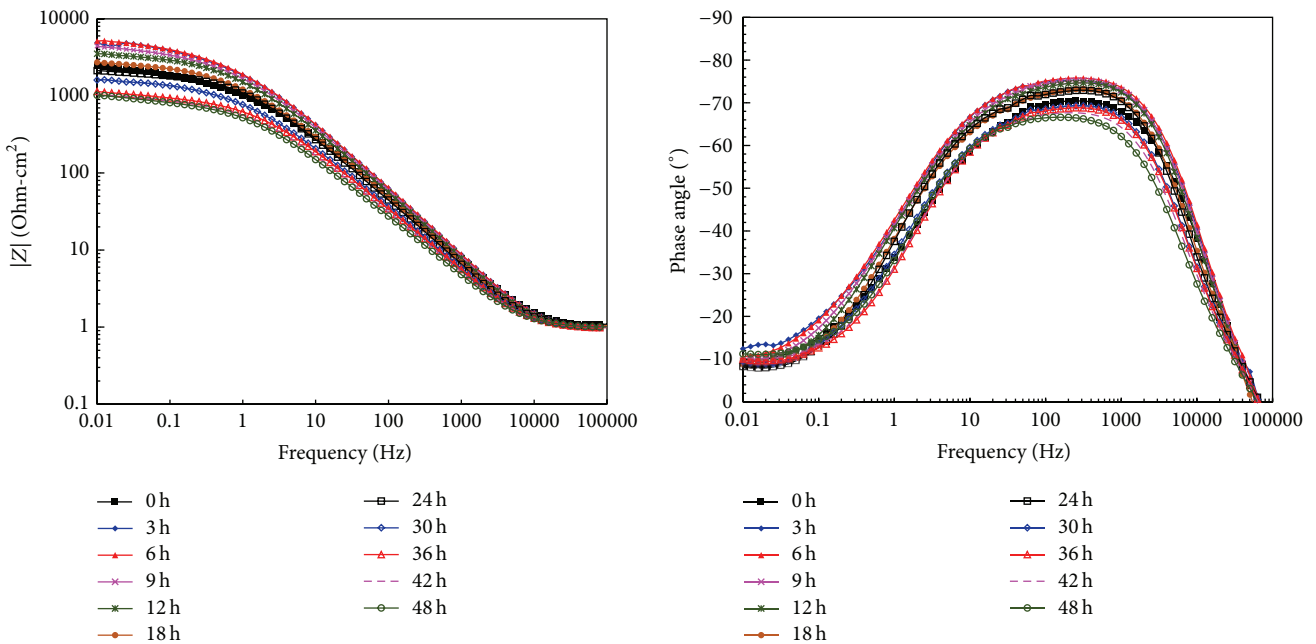 10000
1000
100
10
1
0.1
|Z| (Ohm-cm²)
0.01 0.1 1 10 100 1000 10000 100000
Frequency (Hz)
0 h
3 h
6 h
9 h
12 h
18 h
24 h
30 h
36 h
42 h
48 h
−90
−80
−70
−60
−50
−40
−30
−20
−10
0
Phase angle (°)
0.01 0.1 1 10 100 1000 10000 100000
Frequency (Hz)
0 h
3 h
6 h
9 h
12 h
18 h
24 h
30 h
36 h
42 h
48 h